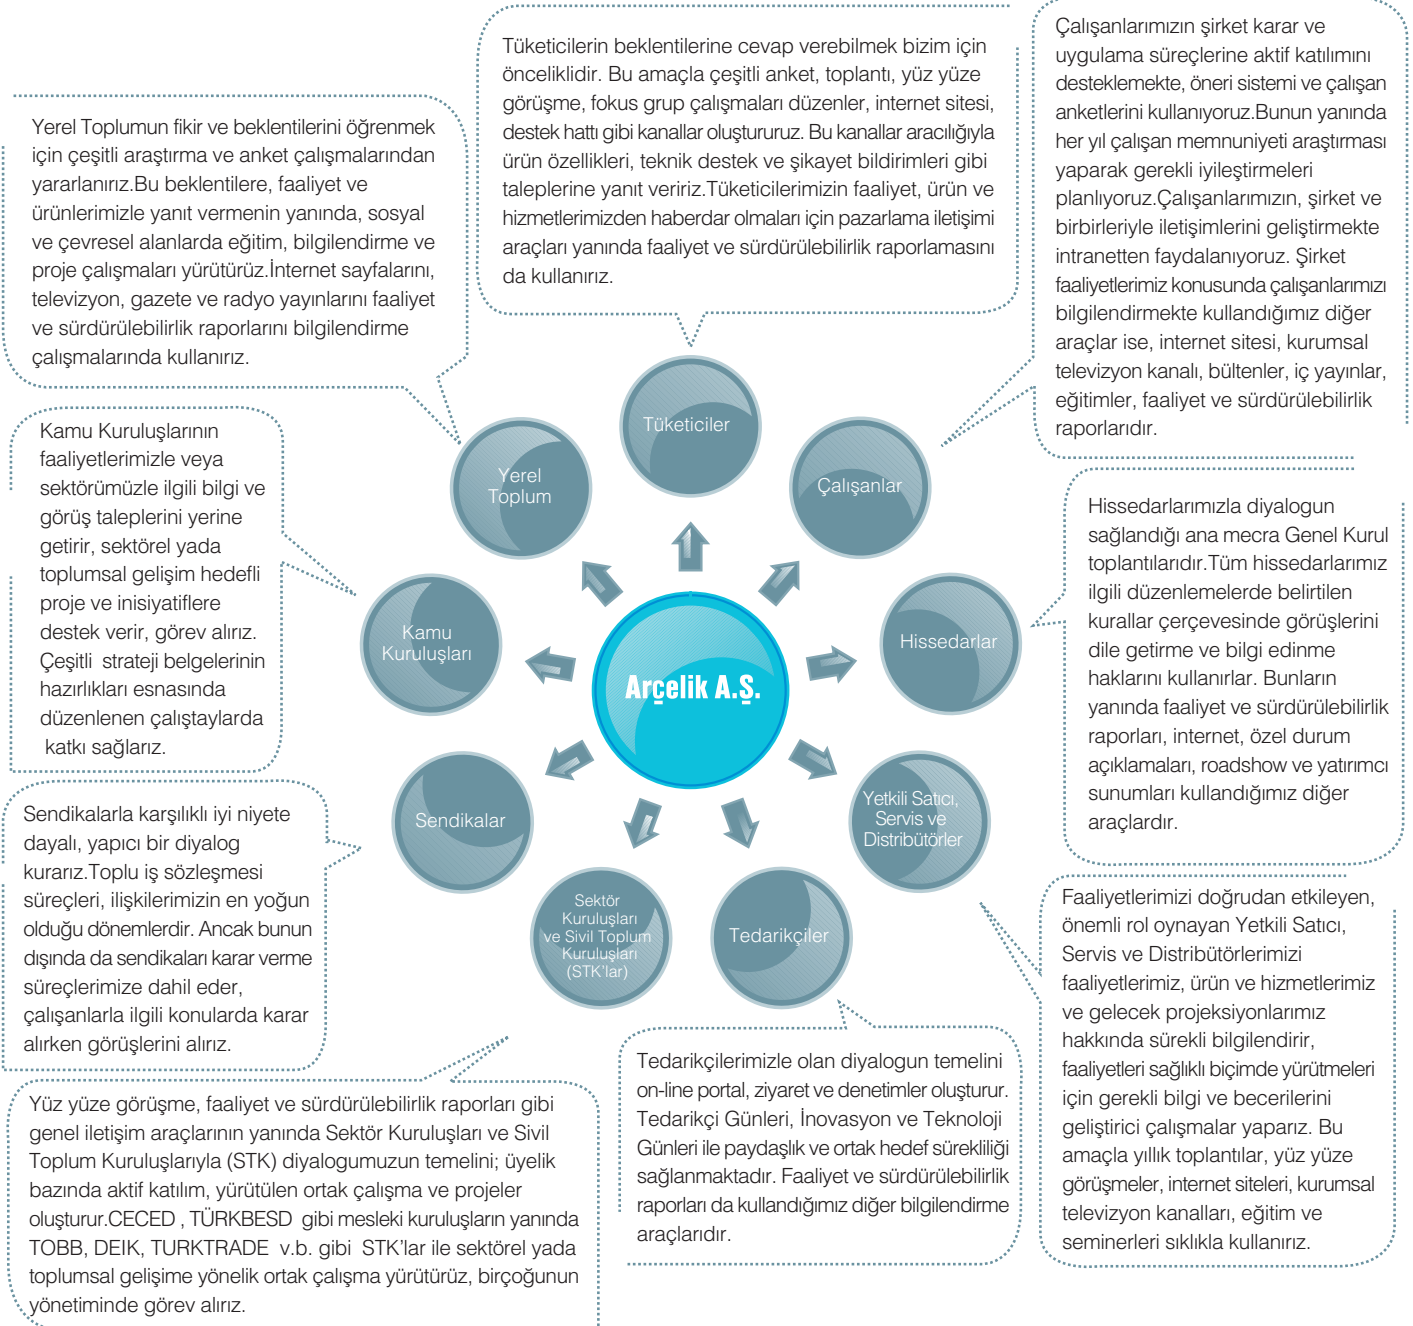 Tüketicilerin beklentilerine cevap verebilmek bizim için
önceliklidir. Bu amaçla çeşitli anket, toplantı, yüz yüze
görüşme, fokus grup çalışmaları düzenler, internet sitesi,
destek hattı gibi kanallar oluştururuz. Bu kanallar aracılığıyla
ürün özellikleri, teknik destek ve şikayet bildirimleri gibi
taleplerine yanıt veririz.Tüketicilerimizin faaliyet, ürün ve
hizmetlerimizden haberdar olmaları için pazarlama iletişimi
araçları yanında faaliyet ve sürdürülebilirlik raporlamasını
da kullanırız.
Çalışanlarımızın şirket karar ve
uygulama süreçlerine aktif katılımını
desteklemekte, öneri sistemi ve çalışan
anketlerini kullanıyoruz.Bunun yanında
her yıl çalışan memnuniyeti araştırması
yaparak gerekli iyileştirmeleri
planlıyoruz.Çalışanlarımızın, şirket ve
birbirleriyle iletişimlerini geliştirmekte
intranetten faydalanıyoruz. Şirket
faaliyetlerimiz konusunda çalışanlarımızı
bilgilendirmekte kullandığımız diğer
araçlar ise, internet sitesi, kurumsal
televizyon kanalı, bültenler, iç yayınlar,
eğitimler, faaliyet ve sürdürülebilirlik
raporlarıdır.
Yerel Toplumun fikir ve beklentilerini öğrenmek
için çeşitli araştırma ve anket çalışmalarından
yararlanırız.Bu beklentilere, faaliyet ve
ürünlerimizle yanıt vermenin yanında, sosyal
ve çevresel alanlarda eğitim, bilgilendirme ve
proje çalışmaları yürütürüz.İnternet sayfalarını,
televizyon, gazete ve radyo yayınlarını faaliyet
ve sürdürülebilirlik raporlarını bilgilendirme
çalışmalarında kullanırız.
Kamu Kuruluşlarının
faaliyetlerimizle veya
sektörümüzle ilgili bilgi ve
görüş taleplerini yerine
getirir, sektörel yada
toplumsal gelişim hedefli
proje ve inisiyatiflere
destek verir, görev alırız.
Çeşitli strateji belgelerinin
hazırlıkları esnasında
düzenlenen çalıştaylarda
katkı sağlarız.
Tüketiciler
Yerel
Toplum
Çalışanlar
Kamu
Kuruluşları
Hissedarlar
Arçelik A.Ş.
Sendikalar
Yetkili Satıcı,
Servis ve
Distribütörler
Sektör
Kuruluşları
ve Sivil Toplum
Kuruluşları
(STK'lar)
Tedarikçiler
Hissedarlarımızla diyalogun
sağlandığı ana mecra Genel Kurul
toplantılarıdır.Tüm hissedarlarımız
ilgili düzenlemelerde belirtilen
kurallar çerçevesinde görüşlerini
dile getirme ve bilgi edinme
haklarını kullanırlar. Bunların
yanında faaliyet ve sürdürülebilirlik
raporları, internet, özel durum
açıklamaları, roadshow ve yatırımcı
sunumları kullandığımız diğer
araçlardır.
Sendikalarla karşılıklı iyi niyete
dayalı, yapıcı bir diyalog
kurarız.Toplu iş sözleşmesi
süreçleri, ilişkilerimizin en yoğun
olduğu dönemlerdir. Ancak bunun
dışında da sendikaları karar verme
süreçlerimize dahil eder,
çalışanlarla ilgili konularda karar
alırken görüşlerini alırız.
Faaliyetlerimizi doğrudan etkileyen,
önemli rol oynayan Yetkili Satıcı,
Servis ve Distribütörlerimizi
faaliyetlerimiz, ürün ve hizmetlerimiz
ve gelecek projeksiyonlarımız
hakkında sürekli bilgilendirir,
faaliyetleri sağlıklı biçimde yürütmeleri
için gerekli bilgi ve becerilerini
geliştirici çalışmalar yaparız. Bu
amaçla yıllık toplantılar, yüz yüze
görüşmeler, internet siteleri, kurumsal
televizyon kanalları, eğitim ve
seminerleri sıklıkla kullanırız.
Tedarikçilerimizle olan diyalogun temelini
on-line portal, ziyaret ve denetimler oluşturur.
Tedarikçi Günleri, İnovasyon ve Teknoloji
Günleri ile paydaşlık ve ortak hedef sürekliliği
sağlanmaktadır. Faaliyet ve sürdürülebilirlik
raporları da kullandığımız diğer bilgilendirme
araçlarıdır.
Yüz yüze görüşme, faaliyet ve sürdürülebilirlik raporları gibi
genel iletişim araçlarının yanında Sektör Kuruluşları ve Sivil
Toplum Kuruluşlarıyla (STK) diyalogumuzun temelini; üyelik
bazında aktif katılım, yürütülen ortak çalışma ve projeler
oluşturur.CECED , TÜRKBESD gibi mesleki kuruluşların yanında
TOBB, DEIK, TURKTRADE v.b. gibi STK'lar ile sektörel yada
toplumsal gelişime yönelik ortak çalışma yürütürüz, birçoğunun
yönetiminde görev alırız.